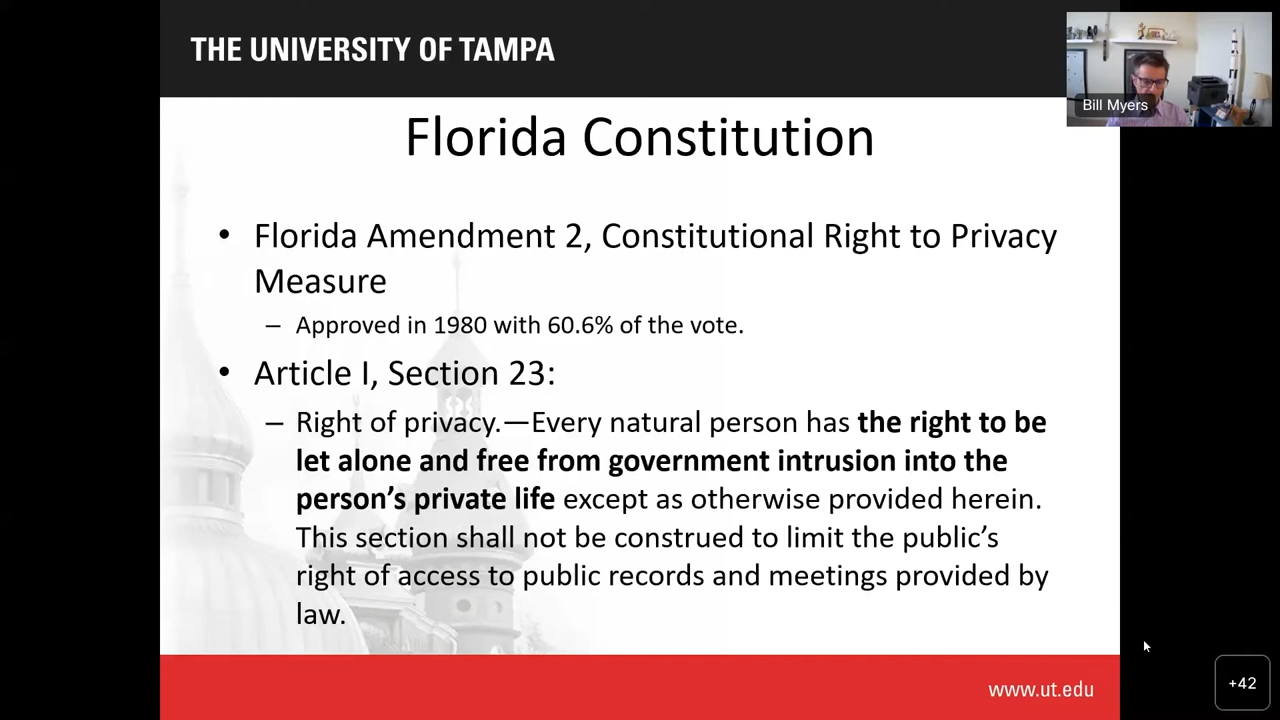 THE UNIVERSITY OF TAMPA
Bill Myers
Florida Constitution
• Florida Amendment 2, Constitutional Right to Privacy
Measure
– Approved in 1980 with 60.6% of the vote.
• Article I, Section 23:
– Right of privacy.—Every natural person has the right to be
let alone and free from government intrusion into the
person’s private life except as otherwise provided herein.
This section shall not be construed to limit the public’s
right of access to public records and meetings provided by
law.
www.ut.edu
+42